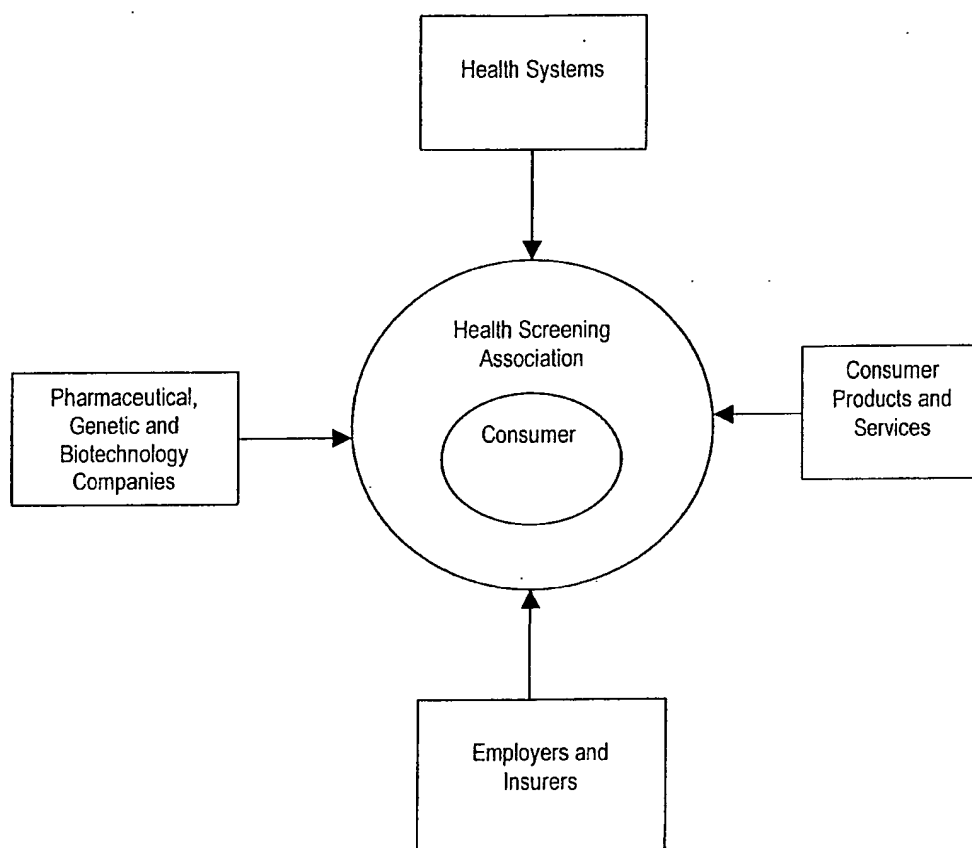 Health Systems
Health Screening
Association
Consumer
Pharmaceutical,
Genetic and
Biotechnology
Companies
Consumer
Products and
Services
Employers and
Insurers